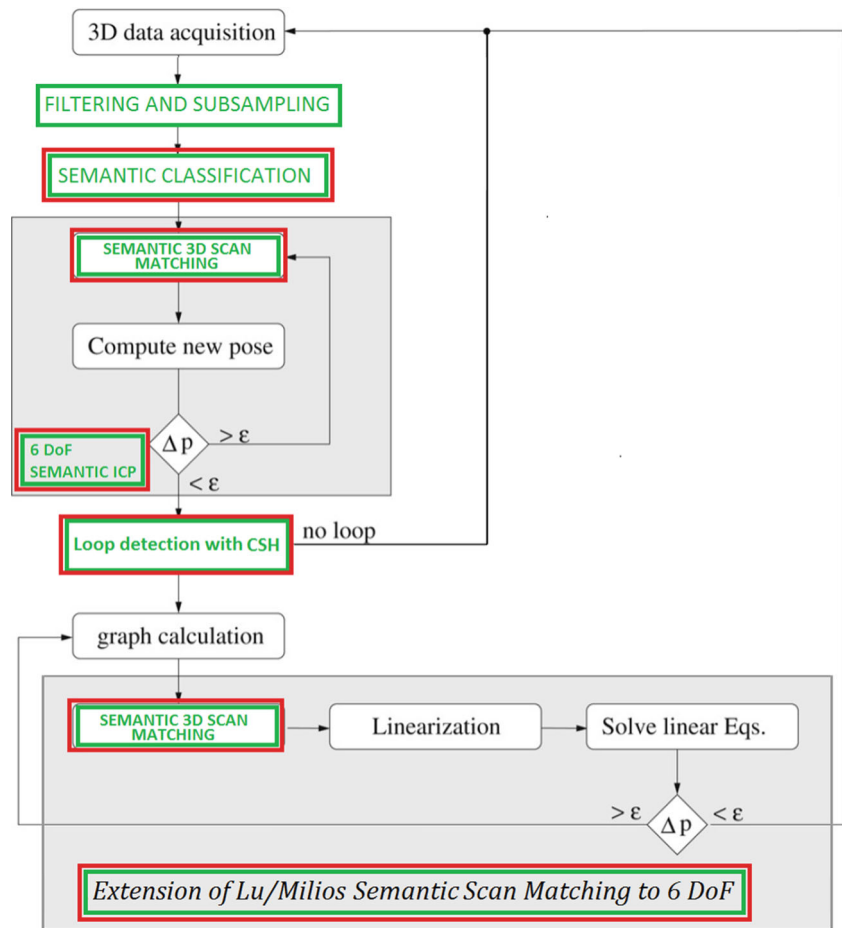 3D data acquisition
FILTERING AND SUBSAMPLING
SEMANTIC CLASSIFICATION
SEMANTIC 3D SCAN
MATCHING
Compute new pose
Δp
> ε
6 DoF
SEMANTIC ICP
< ε
Loop detection with CSH
no loop
graph calculation
SEMANTIC 3D SCAN
MATCHING
Linearization
Solve linear Eqs.
> ε
Δp
< ε
Extension of Lu/Milios Semantic Scan Matching to 6 DoF